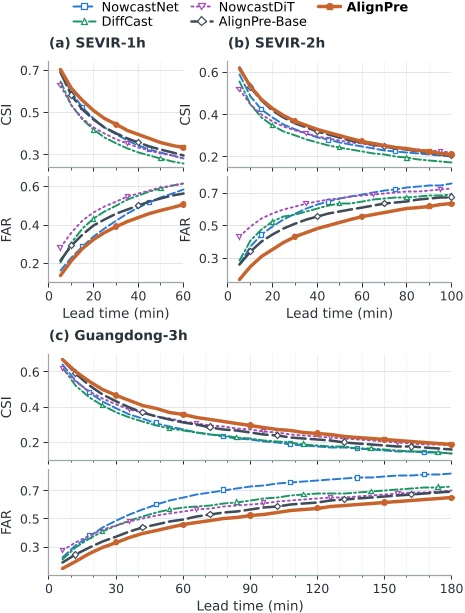 NowcastNet NowcastDiT AlignPre
DiffCast AlignPre-Base
(a) SEVIR-1h (b) SEVIR-2h
CSI
0.7
0.5
0.3
CSI
0.6
0.4
0.2
FAR
0.6
0.4
0.2
FAR
0.7
0.5
0.3
0 20 40 60
0 20 40 60 80 100
Lead time (min) Lead time (min)
(c) Guangdong-3h
CSI
0.6
0.4
0.2
FAR
0.7
0.5
0.3
0 30 60 90 120 150 180
Lead time (min)